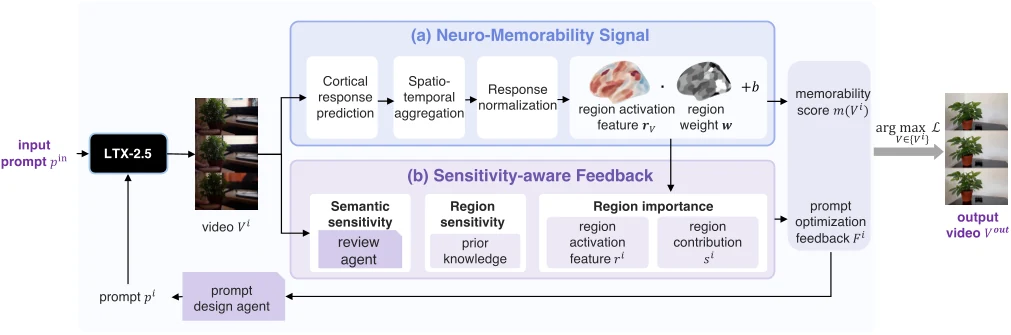 (a) Neuro-Memorability Signal
Cortical
response
prediction
Spatio-
temporal
aggregation
Response
normalization
· +b
region activation
feature r_V
region
weight w
memorability
score m(V^i)
input
prompt p^in
LTX-2.5
video V^i
(b) Sensitivity-aware Feedback
Semantic
sensitivity
review
agent
Region
sensitivity
prior
knowledge
Region importance
region
activation
feature r^i
region
contribution
s^i
prompt
optimization
feedback F^i
arg max ℒ
V∈{V^i}
output
video V^out
prompt p^i
prompt
design agent